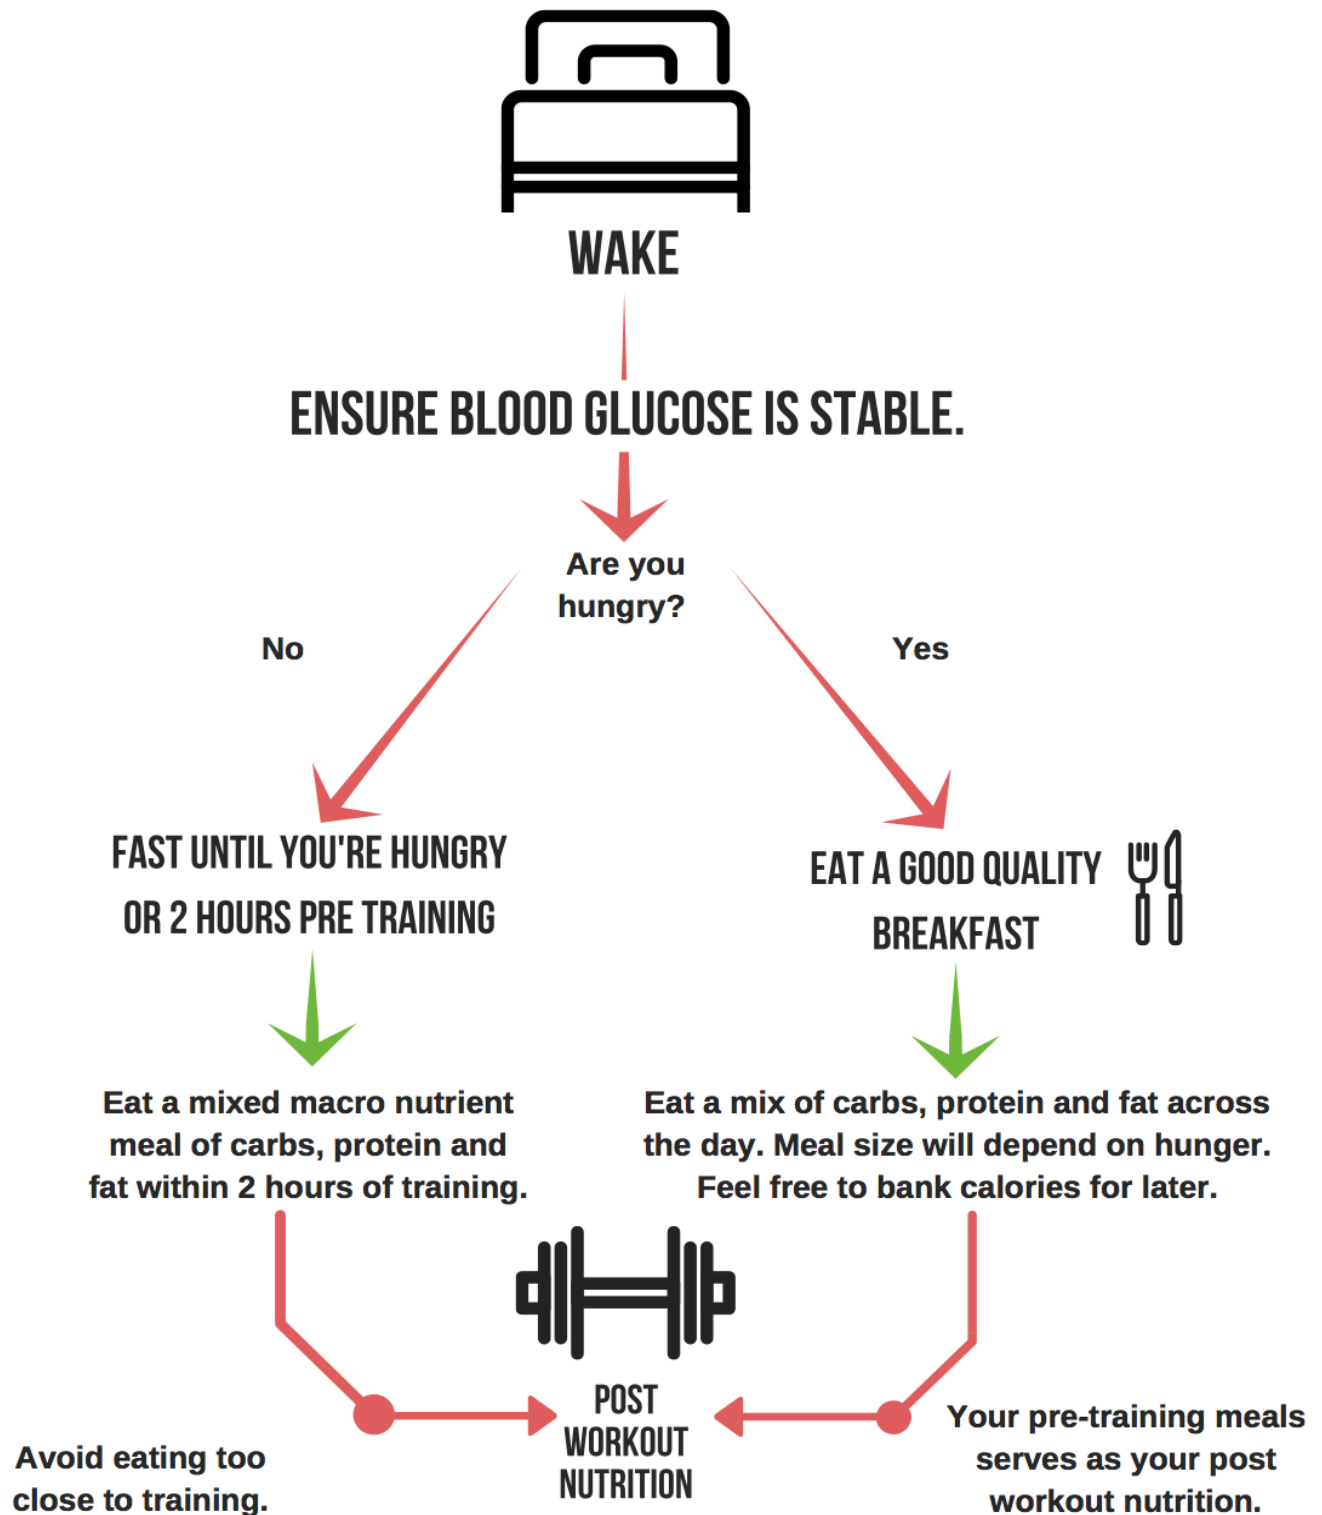 WAKE
ENSURE BLOOD GLUCOSE IS STABLE.
Are you
hungry?
No
Yes
FAST UNTIL YOU'RE HUNGRY
OR 2 HOURS PRE TRAINING
EAT A GOOD QUALITY
BREAKFAST
Eat a mixed macro nutrient
meal of carbs, protein and
fat within 2 hours of training.
Eat a mix of carbs, protein and fat across
the day. Meal size will depend on hunger.
Feel free to bank calories for later.
POST
WORKOUT
NUTRITION
Avoid eating too
close to training.
Your pre-training meals
serves as your post
workout nutrition.